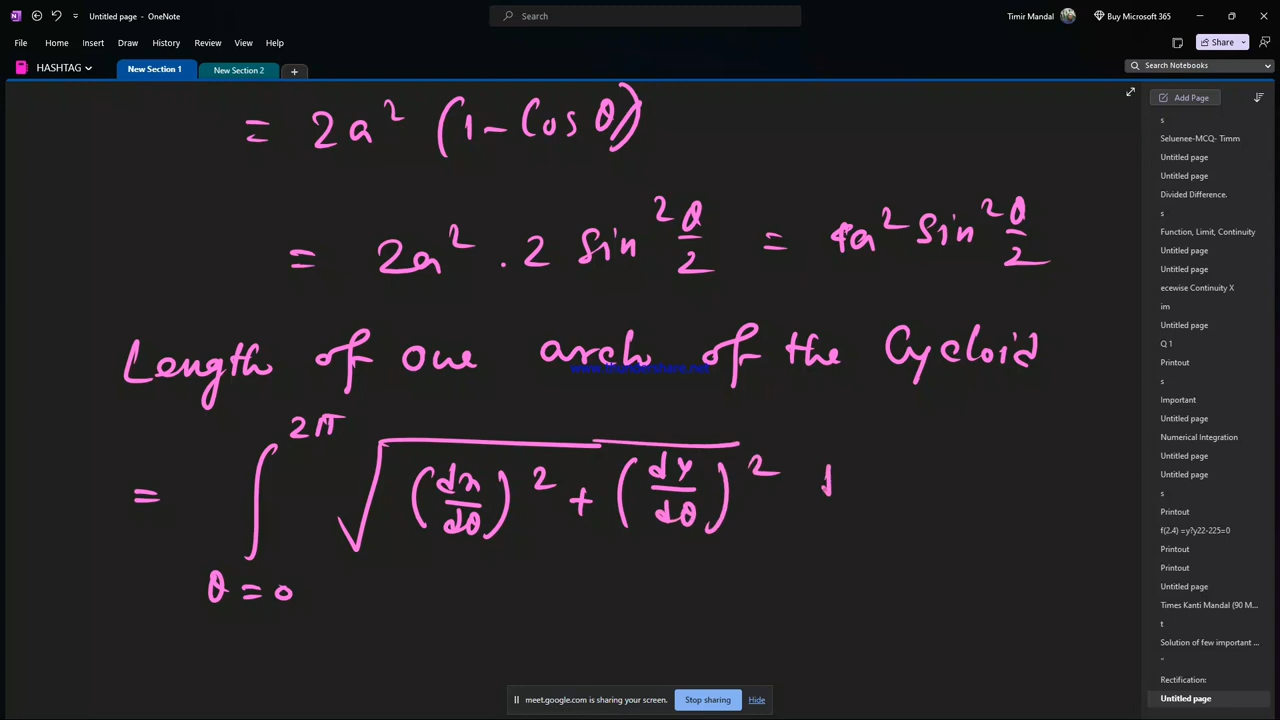 Untitled page - OneNote
Search
Timir Mandal
Buy Microsoft 365
File Home Insert Draw History Review View Help
Share
HASHTAG
New Section 1
New Section 2
+
Search Notebooks
Add Page
s
Seluenee-MCQ- Timm
Untitled page
Untitled page
Divided Difference.
s
Function, Limit, Continuity
Untitled page
Untitled page
ecewise Continuity X
im
Untitled page
Q 1
Printout
s
Important
Untitled page
Numerical Integration
Untitled page
Untitled page
s
Printout
f(2.4) =y?y22-225=0
Printout
Printout
Untitled page
Times Kanti Mandal (90 M...
t
Solution of few important ...
"
Rectification:
Untitled page
= 2a² (1 - Cos θ)
= 2a² . 2 Sin² θ/2 = 4a² Sin² θ/2
Length of one arch of the Cycloid
= ∫_{θ=0}^{2π} √((dx/dθ)² + (dy/dθ)²)
meet.google.com is sharing your screen.
Stop sharing
Hide